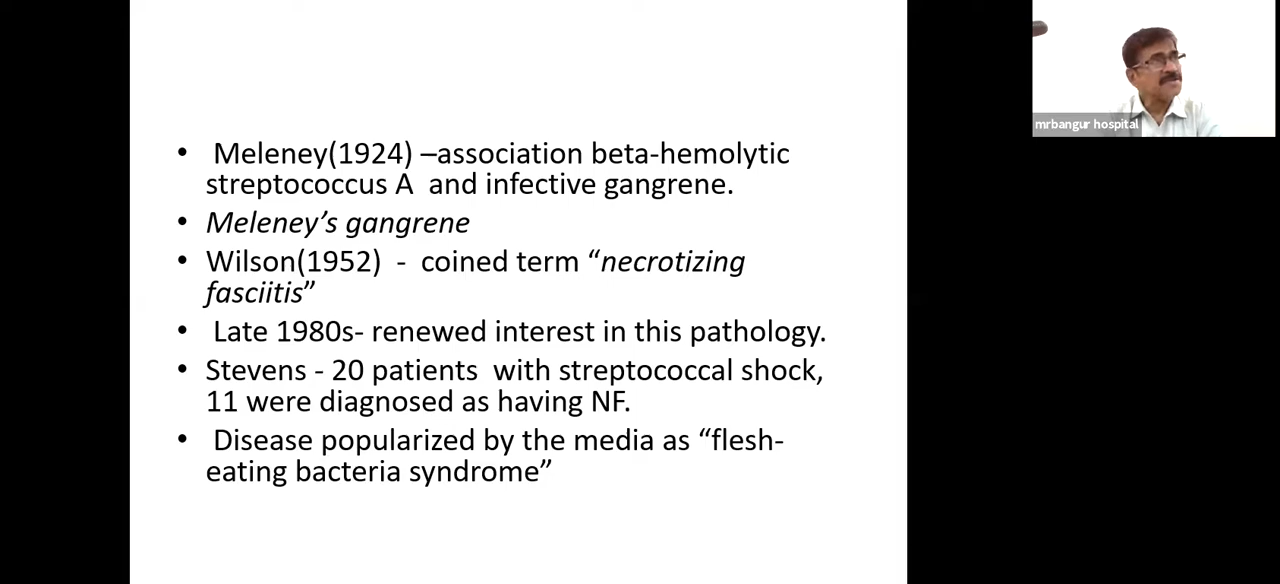 • Meleney(1924) –association beta-hemolytic
streptococcus A and infective gangrene.
• Meleney’s gangrene
• Wilson(1952) - coined term “necrotizing
fasciitis”
• Late 1980s- renewed interest in this pathology.
• Stevens - 20 patients with streptococcal shock,
11 were diagnosed as having NF.
• Disease popularized by the media as “flesh-
eating bacteria syndrome”
mrbangur hospital